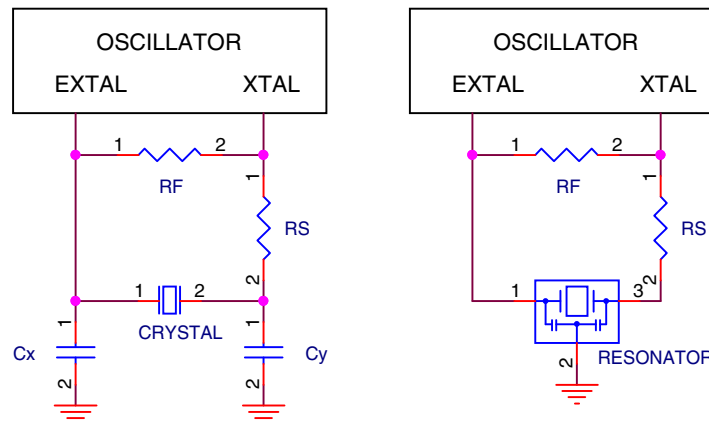 OSCILLATOR
EXTAL XTAL
1 2
RF
1
RS
2
1 2
CRYSTAL
1 1
Cx Cy
2 2
OSCILLATOR
EXTAL XTAL
1 2
RF
1
RS
2
1 3
2
RESONATOR